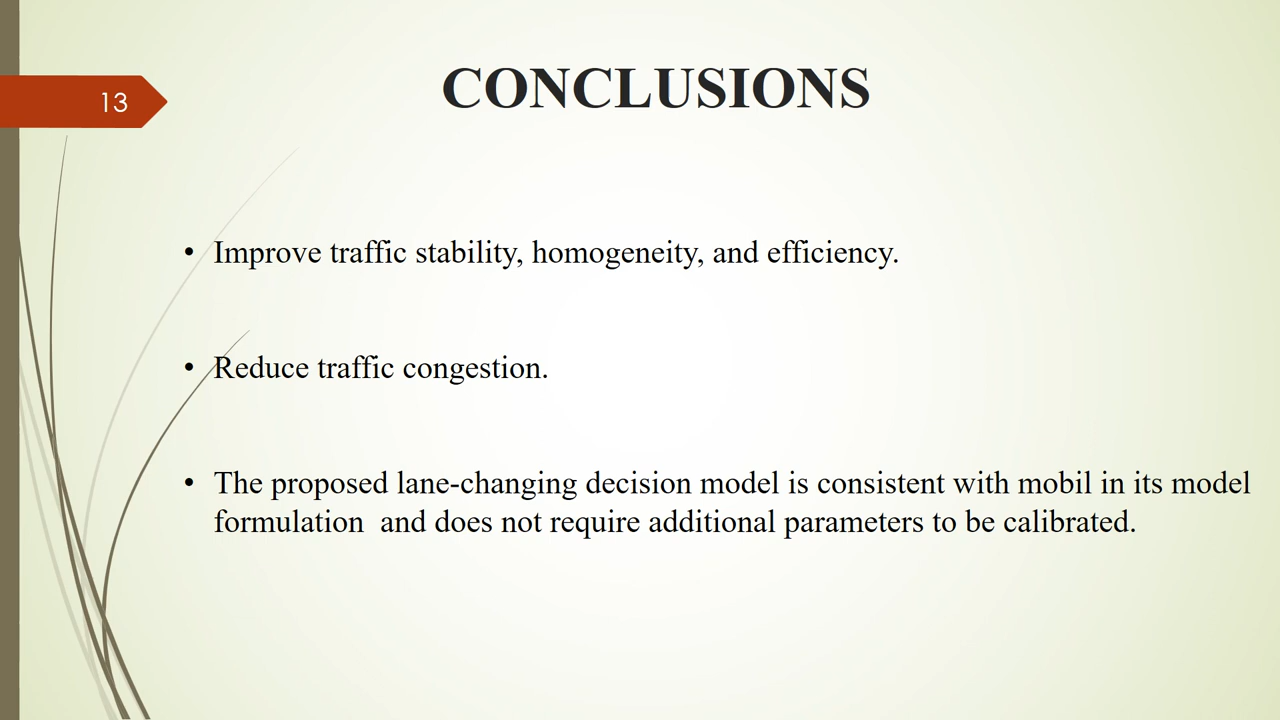 13
CONCLUSIONS
• Improve traffic stability, homogeneity, and efficiency.
• Reduce traffic congestion.
• The proposed lane-changing decision model is consistent with mobil in its model
formulation  and does not require additional parameters to be calibrated.